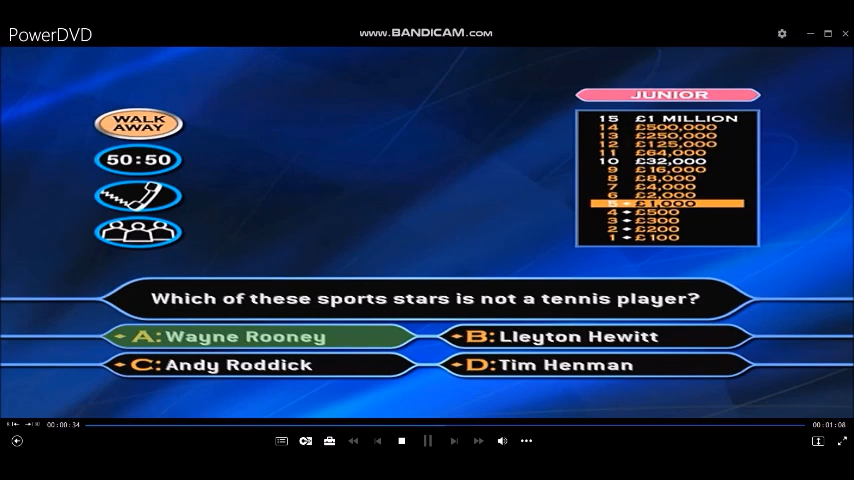 PowerDVD
www.BANDICAM.com
JUNIOR
WALK
AWAY
50:50
15 £1 MILLION
14 £500,000
13 £250,000
12 £125,000
11 £64,000
10 £32,000
9 £16,000
8 £8,000
7 £4,000
6 £2,000
5 £1,000
4 £500
3 £300
2 £200
1 £100
Which of these sports stars is not a tennis player?
A: Wayne Rooney
B: Lleyton Hewitt
C: Andy Roddick
D: Tim Henman
00:00:34
00:01:08